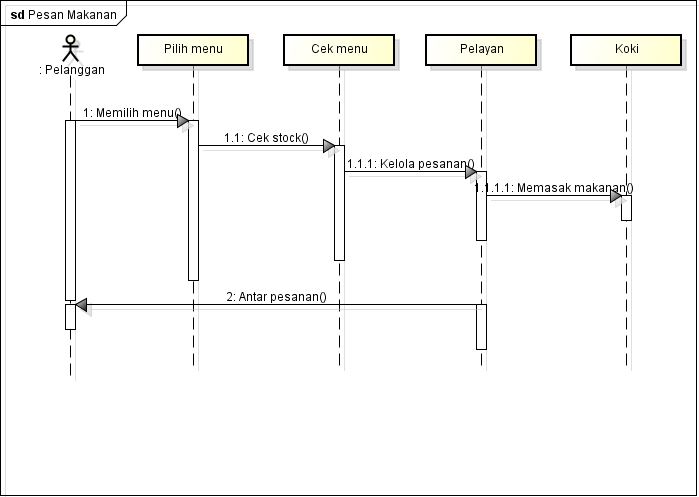 sd Pesan Makanan
: Pelanggan
Pilih menu
Cek menu
Pelayan
Koki
1: Memilih menu()
1.1: Cek stock()
1.1.1: Kelola pesanan()
1.1.1.1: Memasak makanan()
2: Antar pesanan()